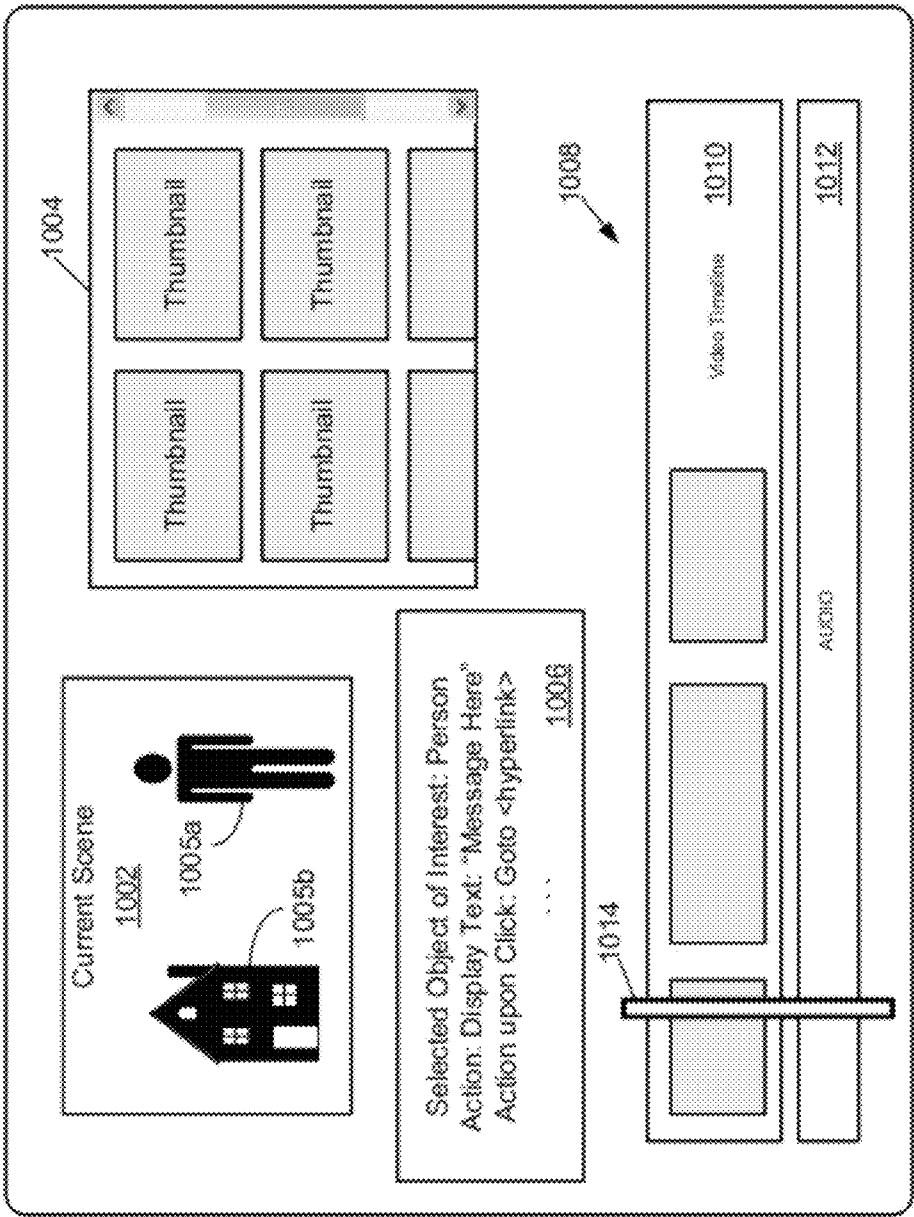 Current Scene
1002
1005a
1005b
1004
Thumbnail
Thumbnail
Thumbnail
Thumbnail
Selected Object of Interest: Person
Action: Display Text: “Message Here”
Action upon Click: Goto <hyperlink>
. . .
1006
1008
1014
Video Timeline
1010
AUDIO
1012